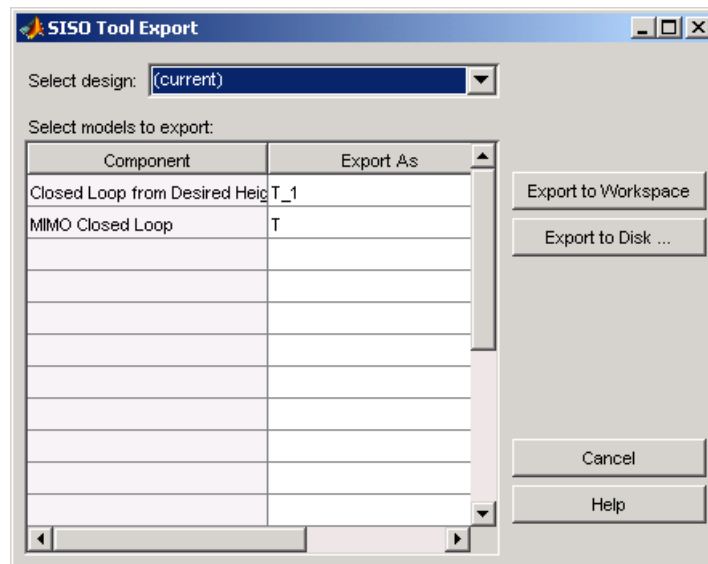 SISO Tool Export
Select design: (current)
Select models to export:
Component Export As
Closed Loop from Desired Heig T_1
MIMO Closed Loop T
Export to Workspace
Export to Disk ...
Cancel
Help